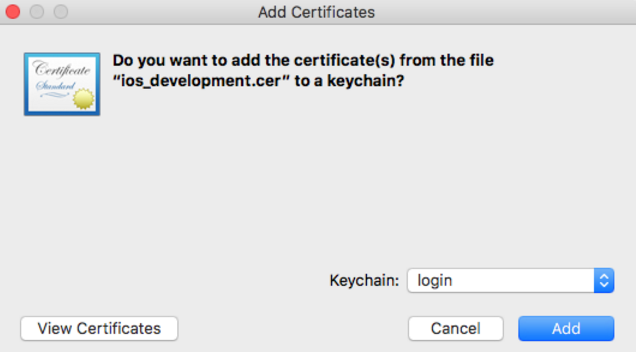 Add Certificates
Certificate
Standard
Do you want to add the certificate(s) from the file
“ios_development.cer” to a keychain?
Keychain: login
View Certificates Cancel Add